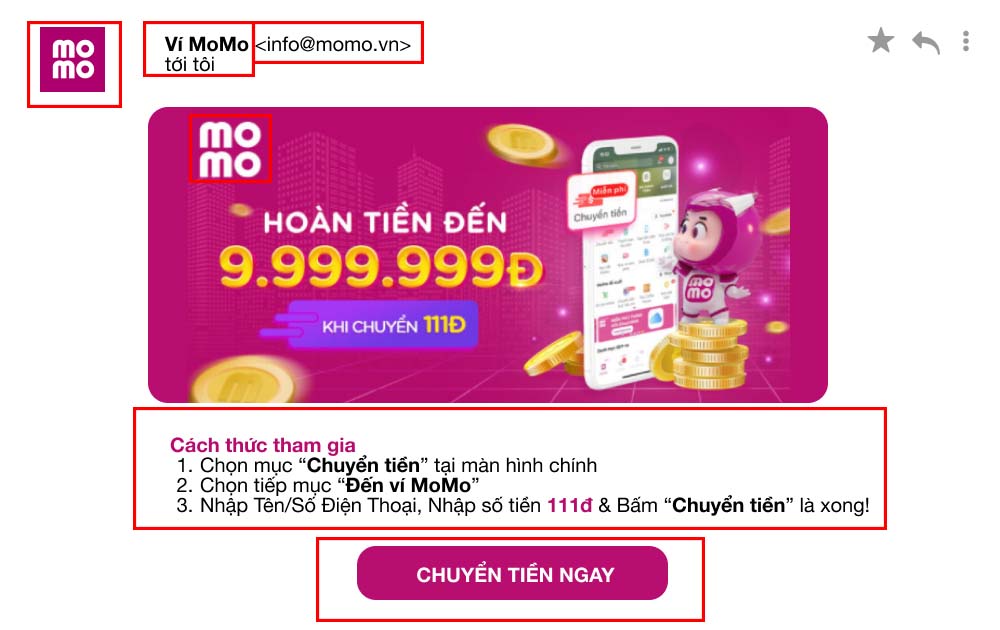 mo
mo
Ví MoMo <info@momo.vn>
tới tôi
mo
mo
HOÀN TIỀN ĐẾN
9.999.999Đ
KHI CHUYỂN 111Đ
Miễn phí
Chuyển tiền
mo
mo
Cách thức tham gia
1. Chọn mục “Chuyển tiền” tại màn hình chính
2. Chọn tiếp mục “Đến ví MoMo”
3. Nhập Tên/Số Điện Thoại, Nhập số tiền 111đ & Bấm “Chuyển tiền” là xong!
CHUYỂN TIỀN NGAY